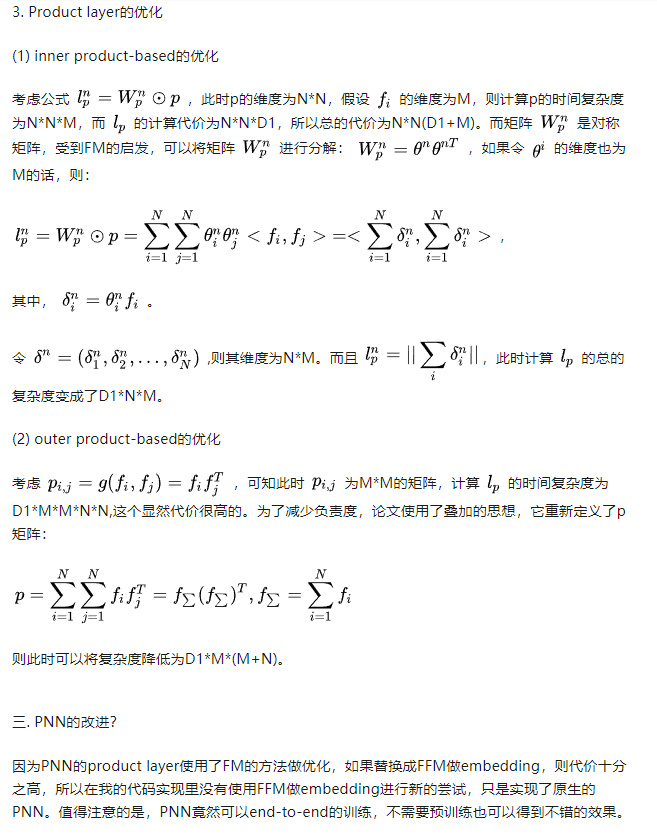 3. Product layer的优化
(1) inner product-based的优化
考虑公式 $l_p^n = W_p^n \odot p$ ，此时p的维度为N*N，假设 $f_i$ 的维度为M，则计算p的时间复杂度
为N*N*M，而 $l_p$ 的计算代价为N*N*D1，所以总的代价为N*N(D1+M)。而矩阵 $W_p^n$ 是对称
矩阵，受到FM的启发，可以将矩阵 $W_p^n$ 进行分解： $W_p^n = \theta^n \theta^{nT}$ ，如果令 $\theta^i$ 的维度也为
M的话，则：
$l_p^n = W_p^n \odot p = \sum_{i=1}^{N} \sum_{j=1}^{N} \theta_i^n \theta_j^n < f_i, f_j > = < \sum_{i=1}^{N} \delta_i^n, \sum_{i=1}^{N} \delta_i^n >$ ，
其中， $\delta_i^n = \theta_i^n f_i$ 。
令 $\delta^n = (\delta_1^n, \delta_2^n, \ldots, \delta_N^n)$ ,则其维度为N*M。而且 $l_p^n = || \sum_i \delta_i^n ||$，此时计算 $l_p$ 的总的
复杂度变成了D1*N*M。
(2) outer product-based的优化
考虑 $p_{i,j} = g(f_i, f_j) = f_i f_j^T$ ，可知此时 $p_{i,j}$ 为M*M的矩阵，计算 $l_p$ 的时间复杂度为
D1*M*M*N*N,这个显然代价很高的。为了减少负责度，论文使用了叠加的思想，它重新定义了p
矩阵：
$p = \sum_{i=1}^{N} \sum_{j=1}^{N} f_i f_j^T = f_{\sum} (f_{\sum})^T, f_{\sum} = \sum_{i=1}^{N} f_i$
则此时可以将复杂度降低为D1*M*(M+N)。
三. PNN的改进？
因为PNN的product layer使用了FM的方法做优化，如果替换成FFM做embedding，则代价十分
之高，所以在我的代码实现里没有使用FFM做embedding进行新的尝试，只是实现了原生的
PNN。值得注意的是，PNN竟然可以end-to-end的训练，不需要预训练也可以得到不错的效果。